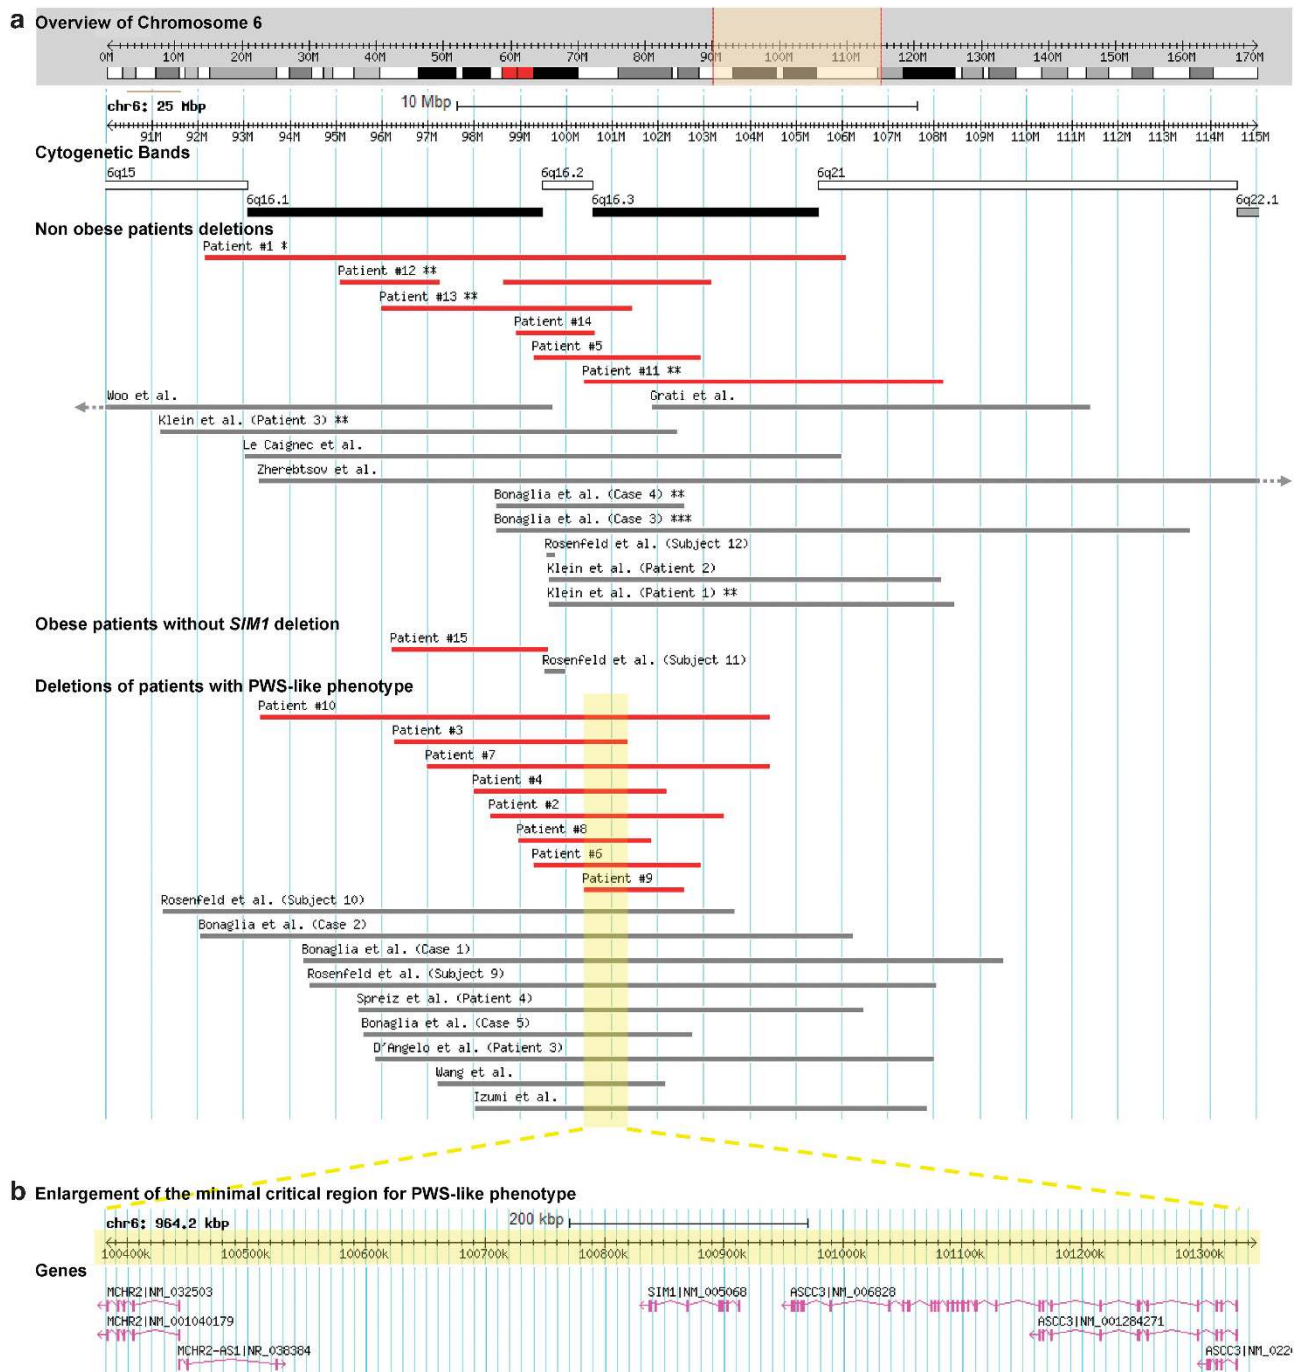 a Overview of Chromosome 6
0M 10M 20M 30M 40M 50M 60M 70M 80M 90M 100M 110M 120M 130M 140M 150M 160M 170M
chr6: 25 Mbp 10 Mbp
91M 92M 93M 94M 95M 96M 97M 98M 99M 100M 101M 102M 103M 104M 105M 106M 107M 108M 109M 110M 111M 112M 113M 114M 115M
Cytogenetic Bands
6q15 6q16.2 6q21
6q16.1 6q16.3 6q22.1
Non obese patients deletions
Patient #1 *
Patient #12 **
Patient #13 **
Patient #14
Patient #5
Patient #11 **
Woo et al. Grati et al.
Klein et al. (Patient 3) **
Le Caignec et al.
Zherebtsov et al.
Bonaglia et al. (Case 4) **
Bonaglia et al. (Case 3) ***
Rosenfeld et al. (Subject 12)
Klein et al. (Patient 2)
Klein et al. (Patient 1) **
Obese patients without SIM1 deletion
Patient #15
Rosenfeld et al. (Subject 11)
Deletions of patients with PWS-like phenotype
Patient #10
Patient #3
Patient #7
Patient #4
Patient #2
Patient #8
Patient #6
Patient #9
Rosenfeld et al. (Subject 10)
Bonaglia et al. (Case 2)
Bonaglia et al. (Case 1)
Rosenfeld et al. (Subject 9)
Spreiz et al. (Patient 4)
Bonaglia et al. (Case 5)
D'Angelo et al. (Patient 3)
Wang et al.
Izumi et al.
b Enlargement of the minimal critical region for PWS-like phenotype
chr6: 964.2 kbp 200 kbp
100400k 100500k 100600k 100700k 100800k 100900k 101000k 101100k 101200k 101300k
Genes
MCHR2|NM_032503 SIM1|NM_005068 ASCC3|NM_006828
MCHR2|NM_001040179 ASCC3|NM_001284271
MCHR2-AS1|NR_038384 ASCC3|NM_022